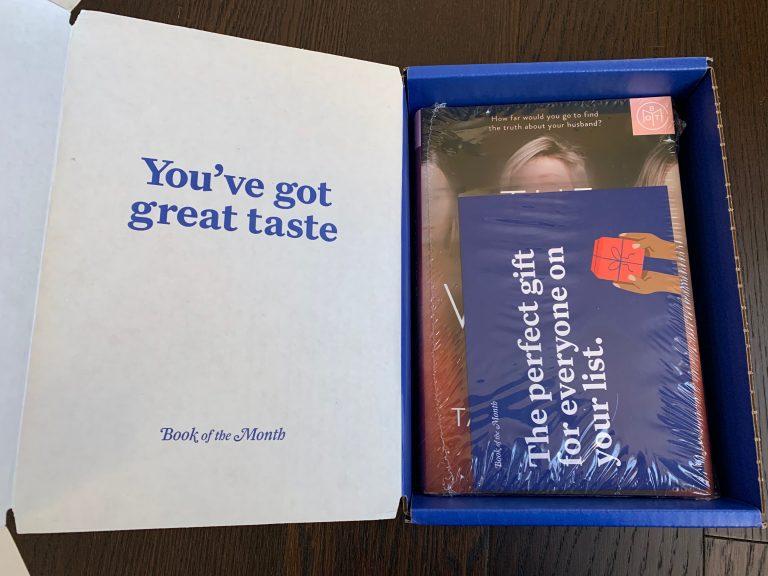 You've got
great taste
Book of the Month
How far would you go to find
the truth about your husband?
BOTM
The perfect gift
for everyone on
your list.
Book of the Month